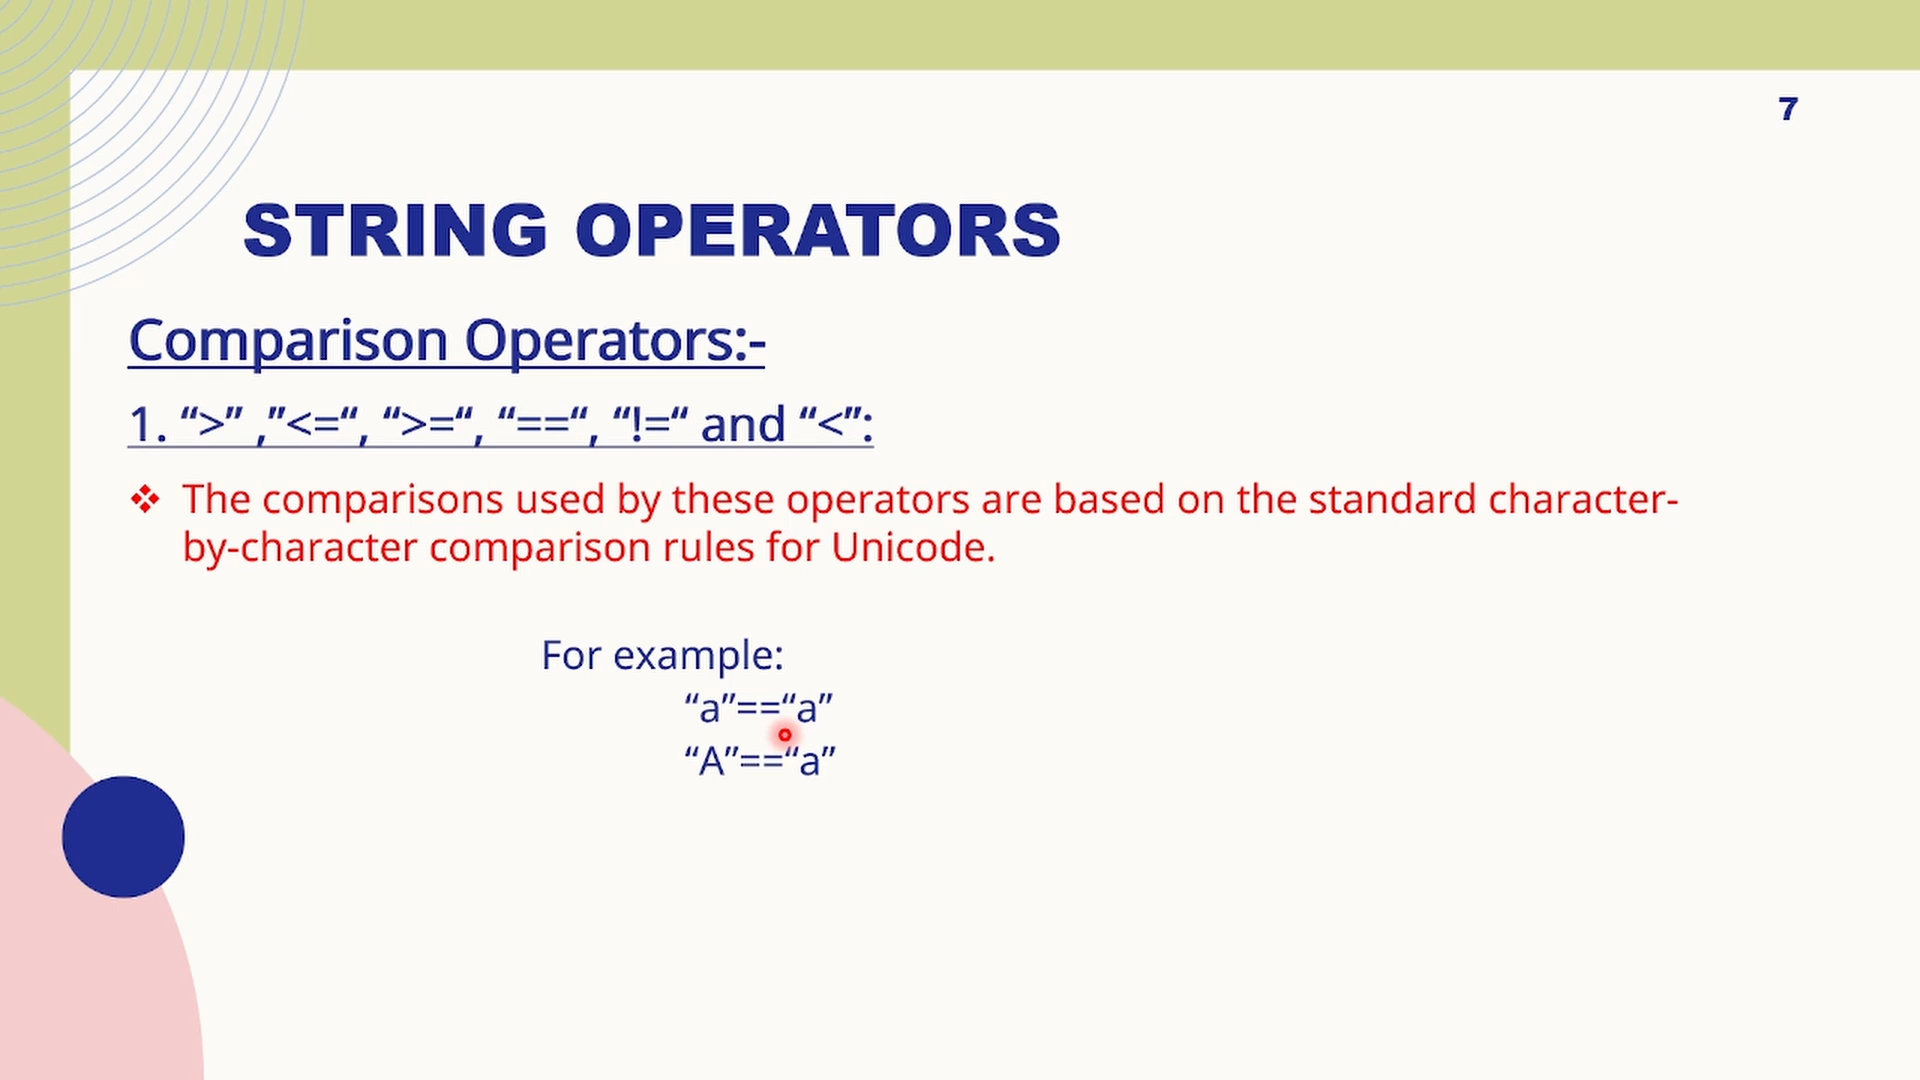 7
STRING OPERATORS
Comparison Operators:-
1. “>” ,”<=“, “>=“, “==“, “!=“ and “<”:
❖ The comparisons used by these operators are based on the standard character-
by-character comparison rules for Unicode.
For example:
“a”==“a”
“A”==“a”